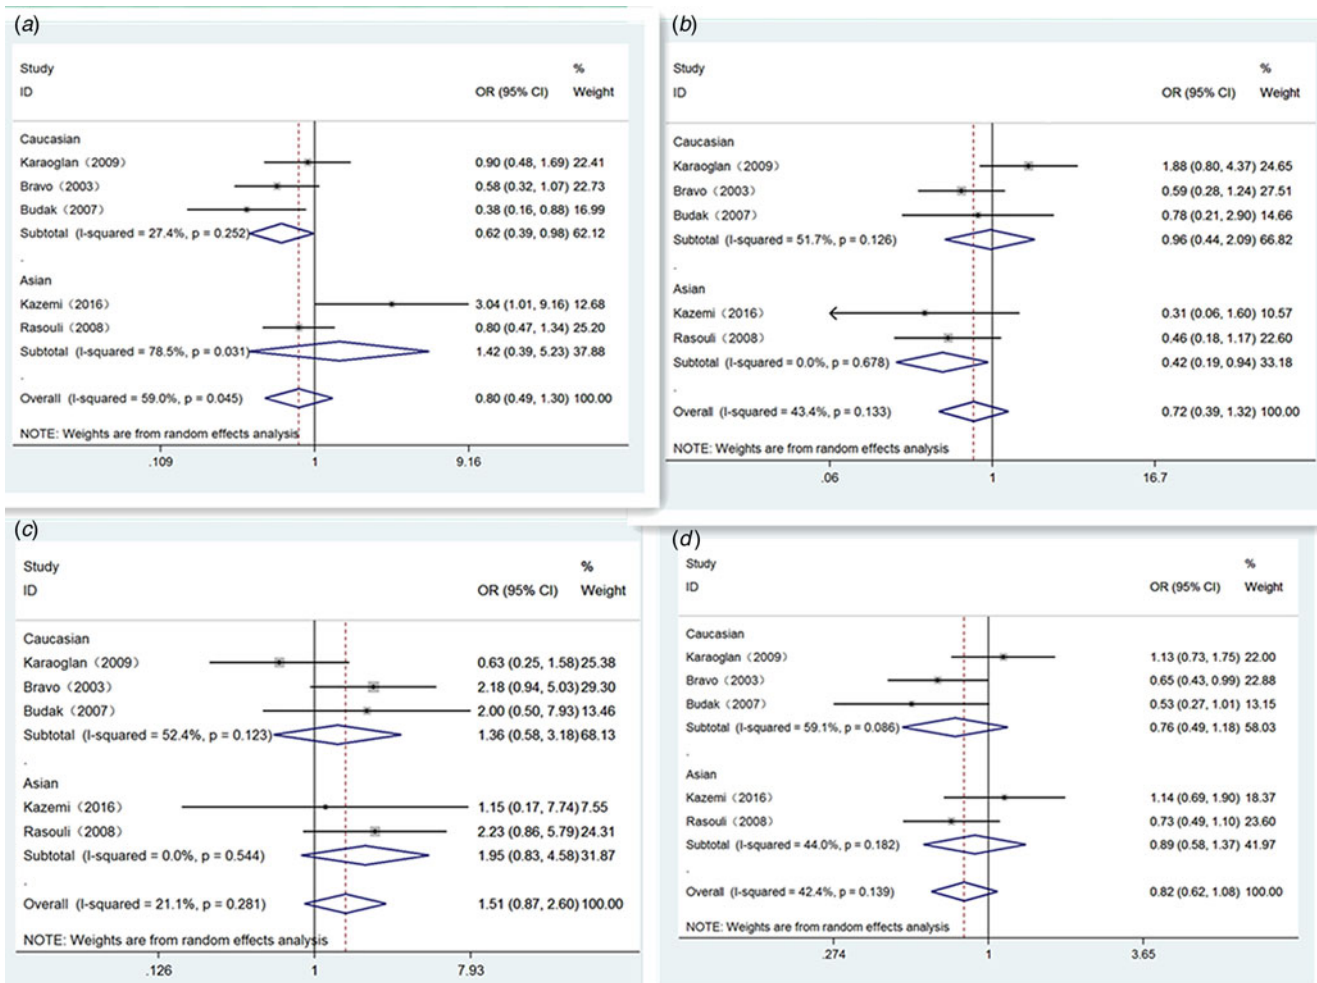 (a)
Study %
ID OR (95% CI) Weight
Caucasian
Karaoglan（2009） 0.90 (0.48, 1.69) 22.41
Bravo（2003） 0.58 (0.32, 1.07) 22.73
Budak（2007） 0.38 (0.16, 0.88) 16.99
Subtotal (I-squared = 27.4%, p = 0.252) 0.62 (0.39, 0.98) 62.12
.
Asian
Kazemi（2016） 3.04 (1.01, 9.16) 12.68
Rasouli（2008） 0.80 (0.47, 1.34) 25.20
Subtotal (I-squared = 78.5%, p = 0.031) 1.42 (0.39, 5.23) 37.88
.
Overall (I-squared = 59.0%, p = 0.045) 0.80 (0.49, 1.30) 100.00
NOTE: Weights are from random effects analysis
.109 1 9.16
(b)
Study %
ID OR (95% CI) Weight
Caucasian
Karaoglan（2009） 1.88 (0.80, 4.37) 24.65
Bravo（2003） 0.59 (0.28, 1.24) 27.51
Budak（2007） 0.78 (0.21, 2.90) 14.66
Subtotal (I-squared = 51.7%, p = 0.126) 0.96 (0.44, 2.09) 66.82
.
Asian
Kazemi（2016） 0.31 (0.06, 1.60) 10.57
Rasouli（2008） 0.46 (0.18, 1.17) 22.60
Subtotal (I-squared = 0.0%, p = 0.678) 0.42 (0.19, 0.94) 33.18
.
Overall (I-squared = 43.4%, p = 0.133) 0.72 (0.39, 1.32) 100.00
NOTE: Weights are from random effects analysis
.06 1 16.7
(c)
Study %
ID OR (95% CI) Weight
Caucasian
Karaoglan（2009） 0.63 (0.25, 1.58) 25.38
Bravo（2003） 2.18 (0.94, 5.03) 29.30
Budak（2007） 2.00 (0.50, 7.93) 13.46
Subtotal (I-squared = 52.4%, p = 0.123) 1.36 (0.58, 3.18) 68.13
.
Asian
Kazemi（2016） 1.15 (0.17, 7.74) 7.55
Rasouli（2008） 2.23 (0.86, 5.79) 24.31
Subtotal (I-squared = 0.0%, p = 0.544) 1.95 (0.83, 4.58) 31.87
.
Overall (I-squared = 21.1%, p = 0.281) 1.51 (0.87, 2.60) 100.00
NOTE: Weights are from random effects analysis
.126 1 7.93
(d)
Study %
ID OR (95% CI) Weight
Caucasian
Karaoglan（2009） 1.13 (0.73, 1.75) 22.00
Bravo（2003） 0.65 (0.43, 0.99) 22.88
Budak（2007） 0.53 (0.27, 1.01) 13.15
Subtotal (I-squared = 59.1%, p = 0.086) 0.76 (0.49, 1.18) 58.03
.
Asian
Kazemi（2016） 1.14 (0.69, 1.90) 18.37
Rasouli（2008） 0.73 (0.49, 1.10) 23.60
Subtotal (I-squared = 44.0%, p = 0.182) 0.89 (0.58, 1.37) 41.97
.
Overall (I-squared = 42.4%, p = 0.139) 0.82 (0.62, 1.08) 100.00
NOTE: Weights are from random effects analysis
.274 1 3.65